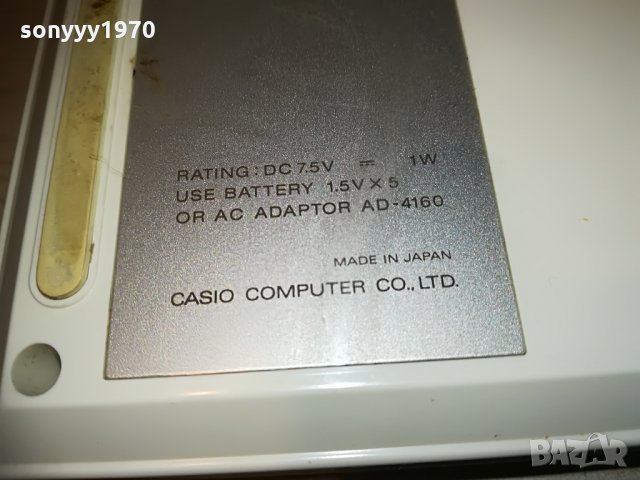 sonyyy1970
RATING: DC 7.5V ⎓ 1W
USE BATTERY 1.5V × 5
OR AC ADAPTOR AD-4160
MADE IN JAPAN
CASIO COMPUTER CO., LTD.
BAZAR